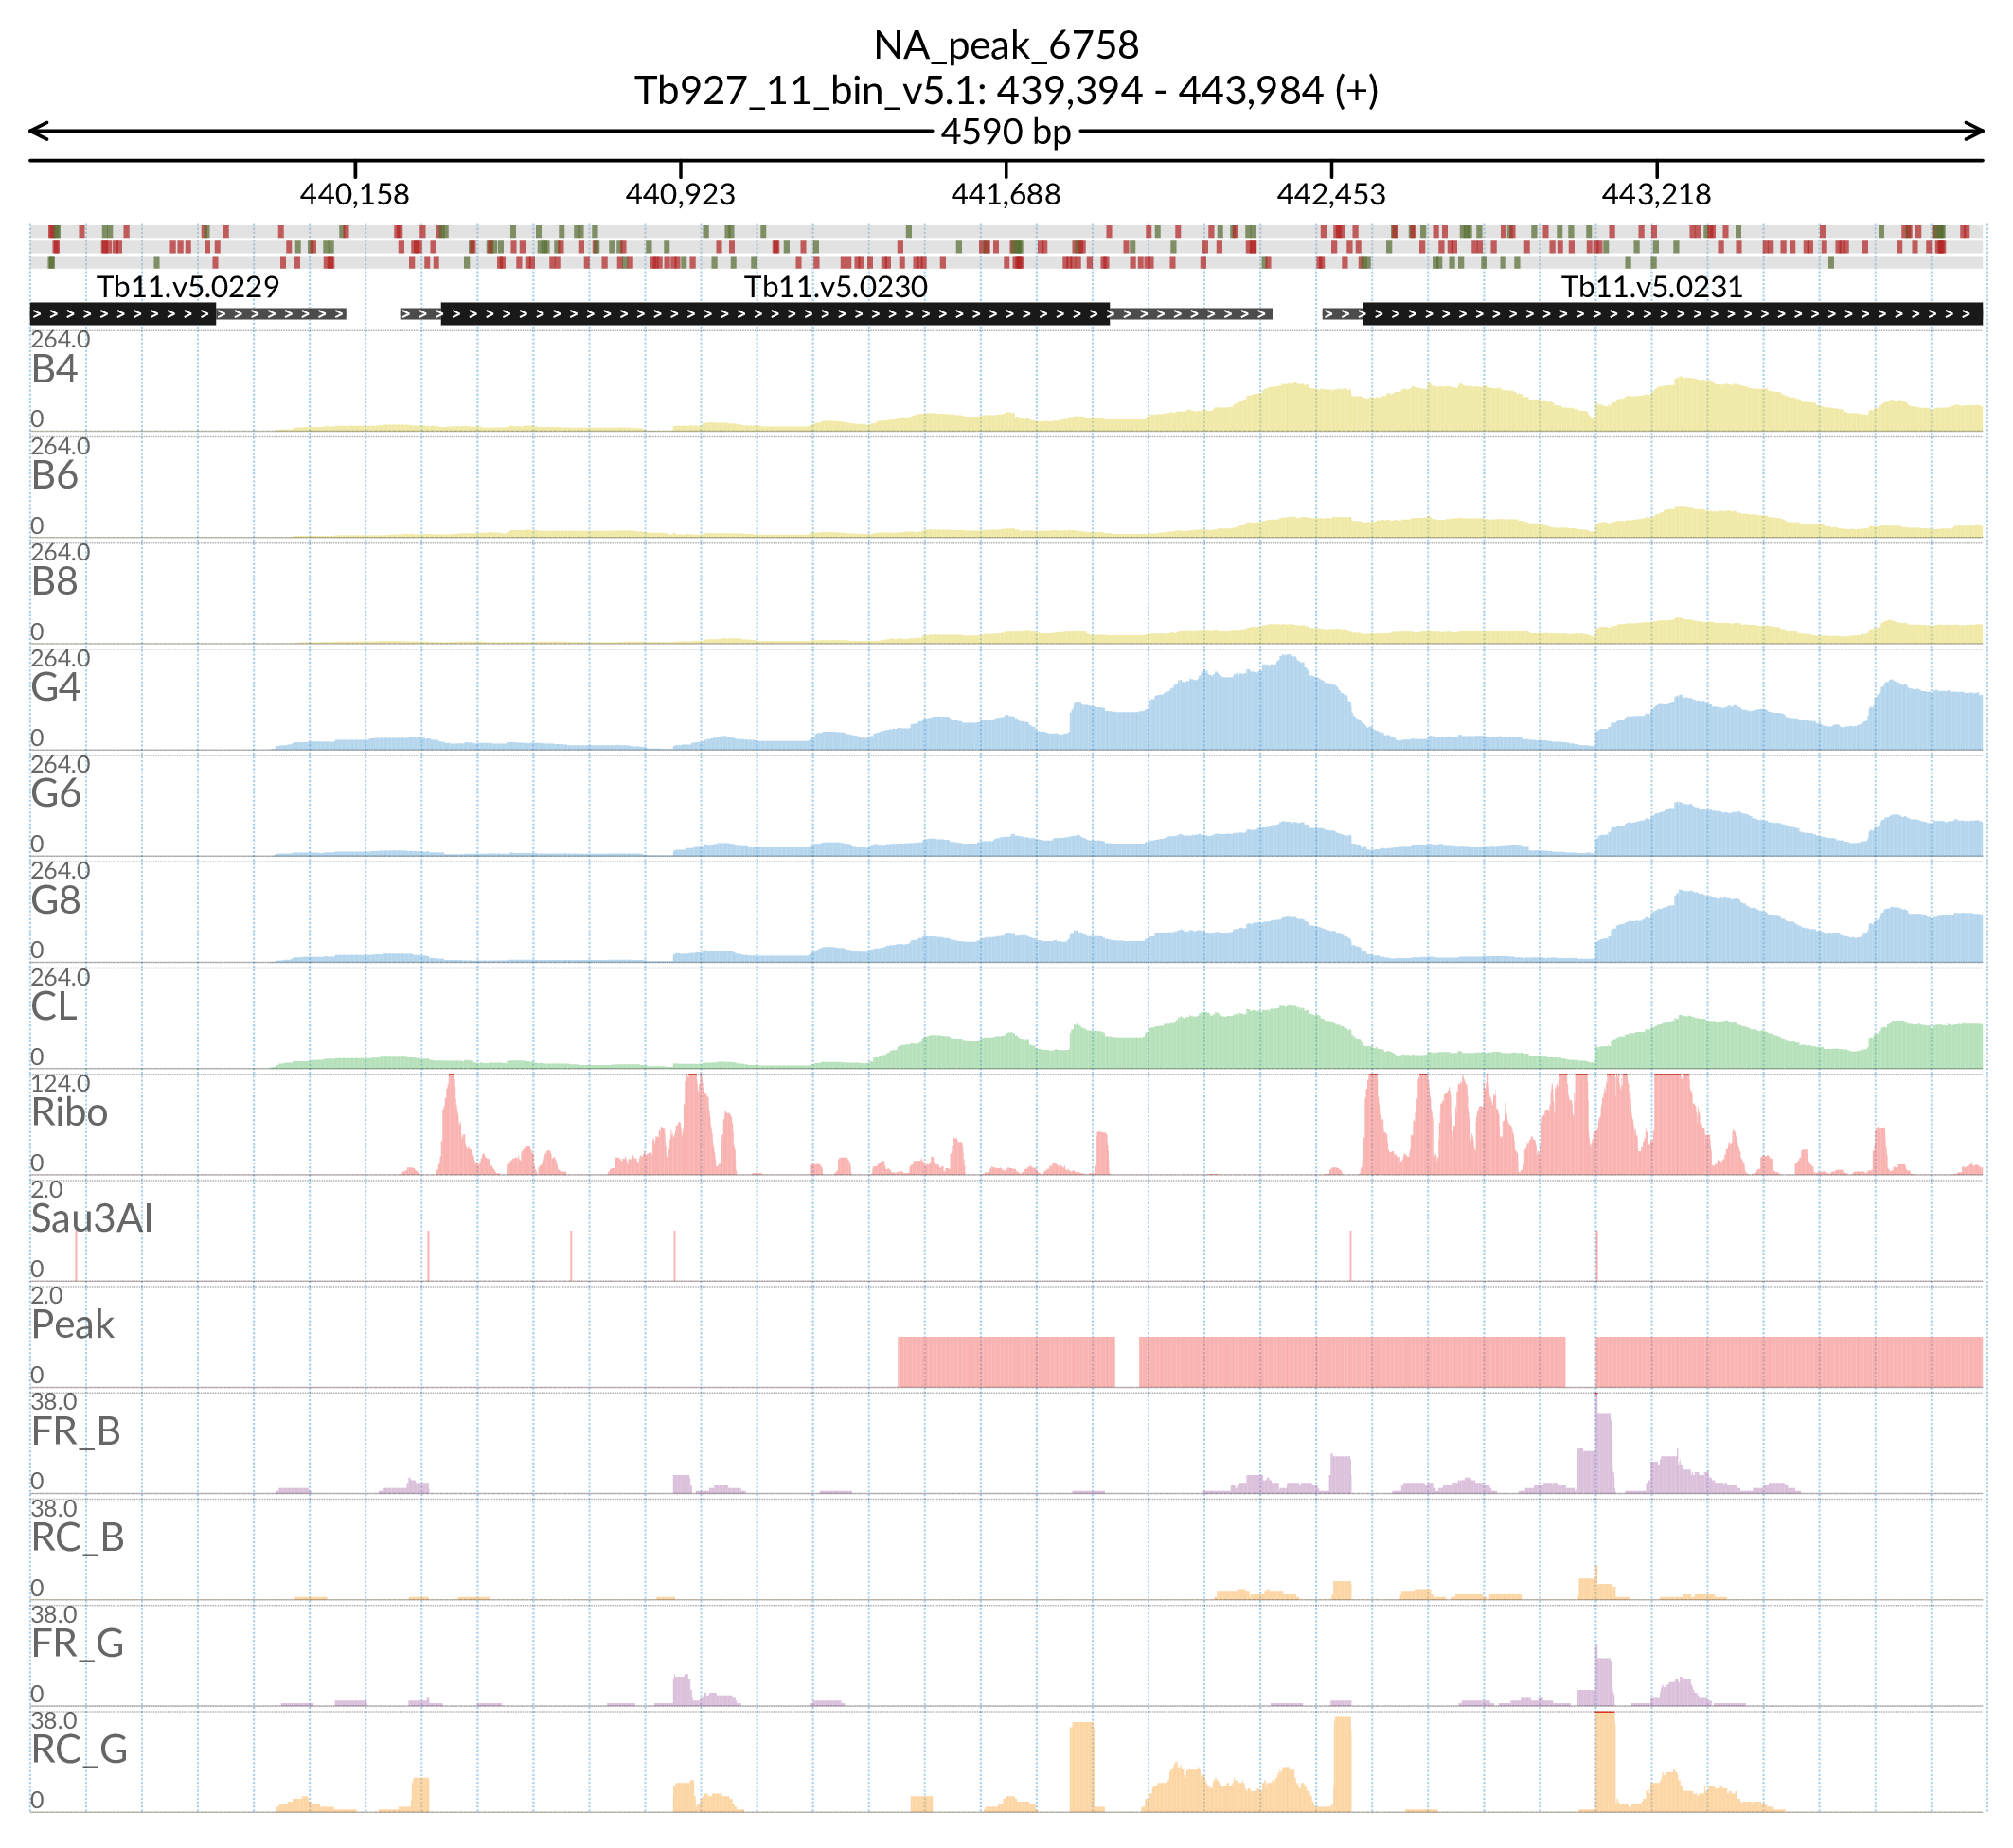 NA_peak_6758
Tb927_11_bin_v5.1: 439,394 - 443,984 (+)
4590 bp
440,158 440,923 441,688 442,453 443,218
Tb11.v5.0229 Tb11.v5.0230 Tb11.v5.0231
264.0
B4
0
264.0
B6
0
264.0
B8
0
264.0
G4
0
264.0
G6
0
264.0
G8
0
264.0
CL
0
124.0
Ribo
0
2.0
Sau3AI
0
2.0
Peak
0
38.0
FR_B
0
38.0
RC_B
0
38.0
FR_G
0
38.0
RC_G
0